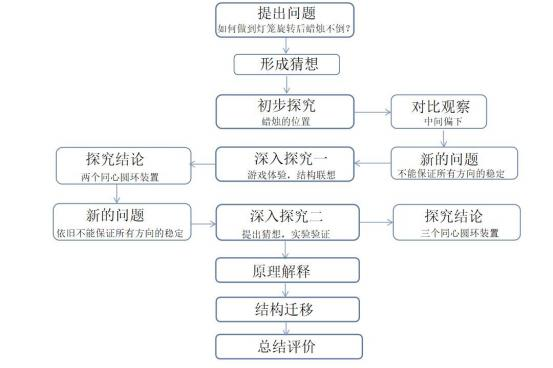 提出问题
如何做到灯笼旋转后蜡烛不倒？
形成猜想
初步探究
蜡烛的位置
对比观察
中间偏下
新的问题
不能保证所有方向的稳定
深入探究一
游戏体验，结构联想
探究结论
两个同心圆环装置
新的问题
依旧不能保证所有方向的稳定
深入探究二
提出猜想，实验验证
探究结论
三个同心圆环装置
原理解释
结构迁移
总结评价